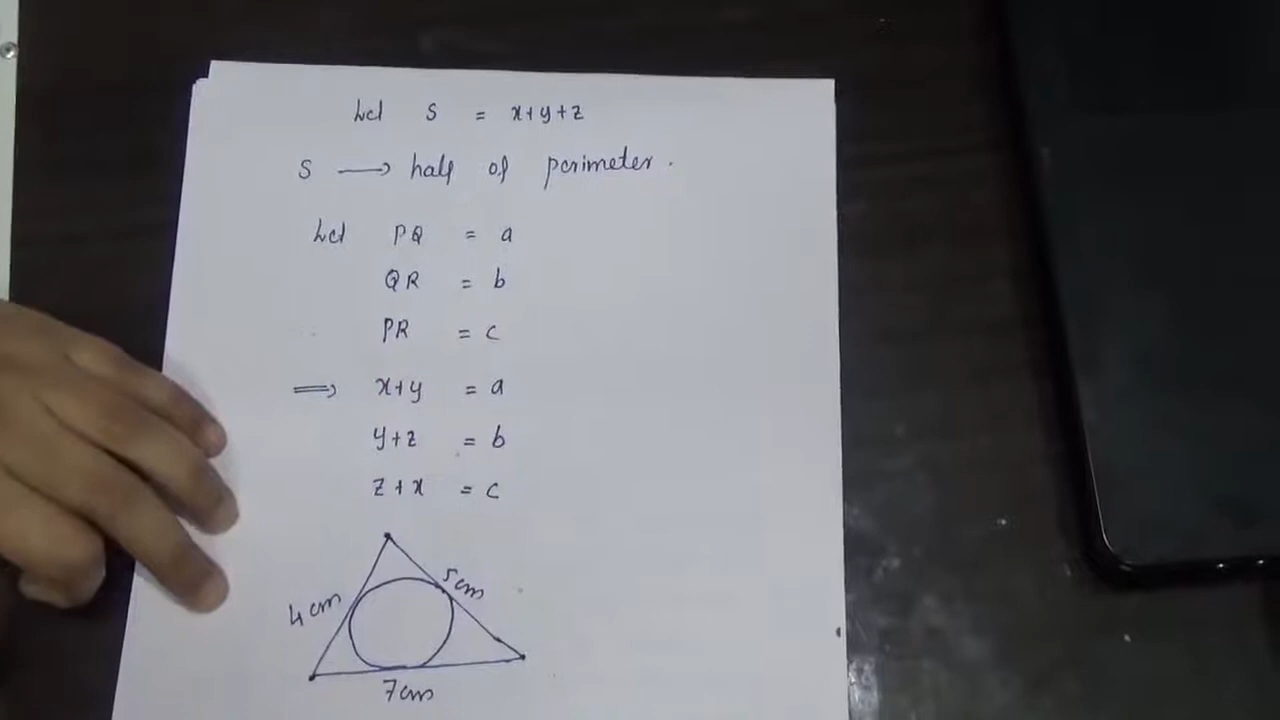 Let S = x+y+z
S ⟶ half of perimeter.
Let PQ = a
QR = b
PR = c
⟹ x+y = a
y+z = b
z+x = c
4cm
5cm
7cm